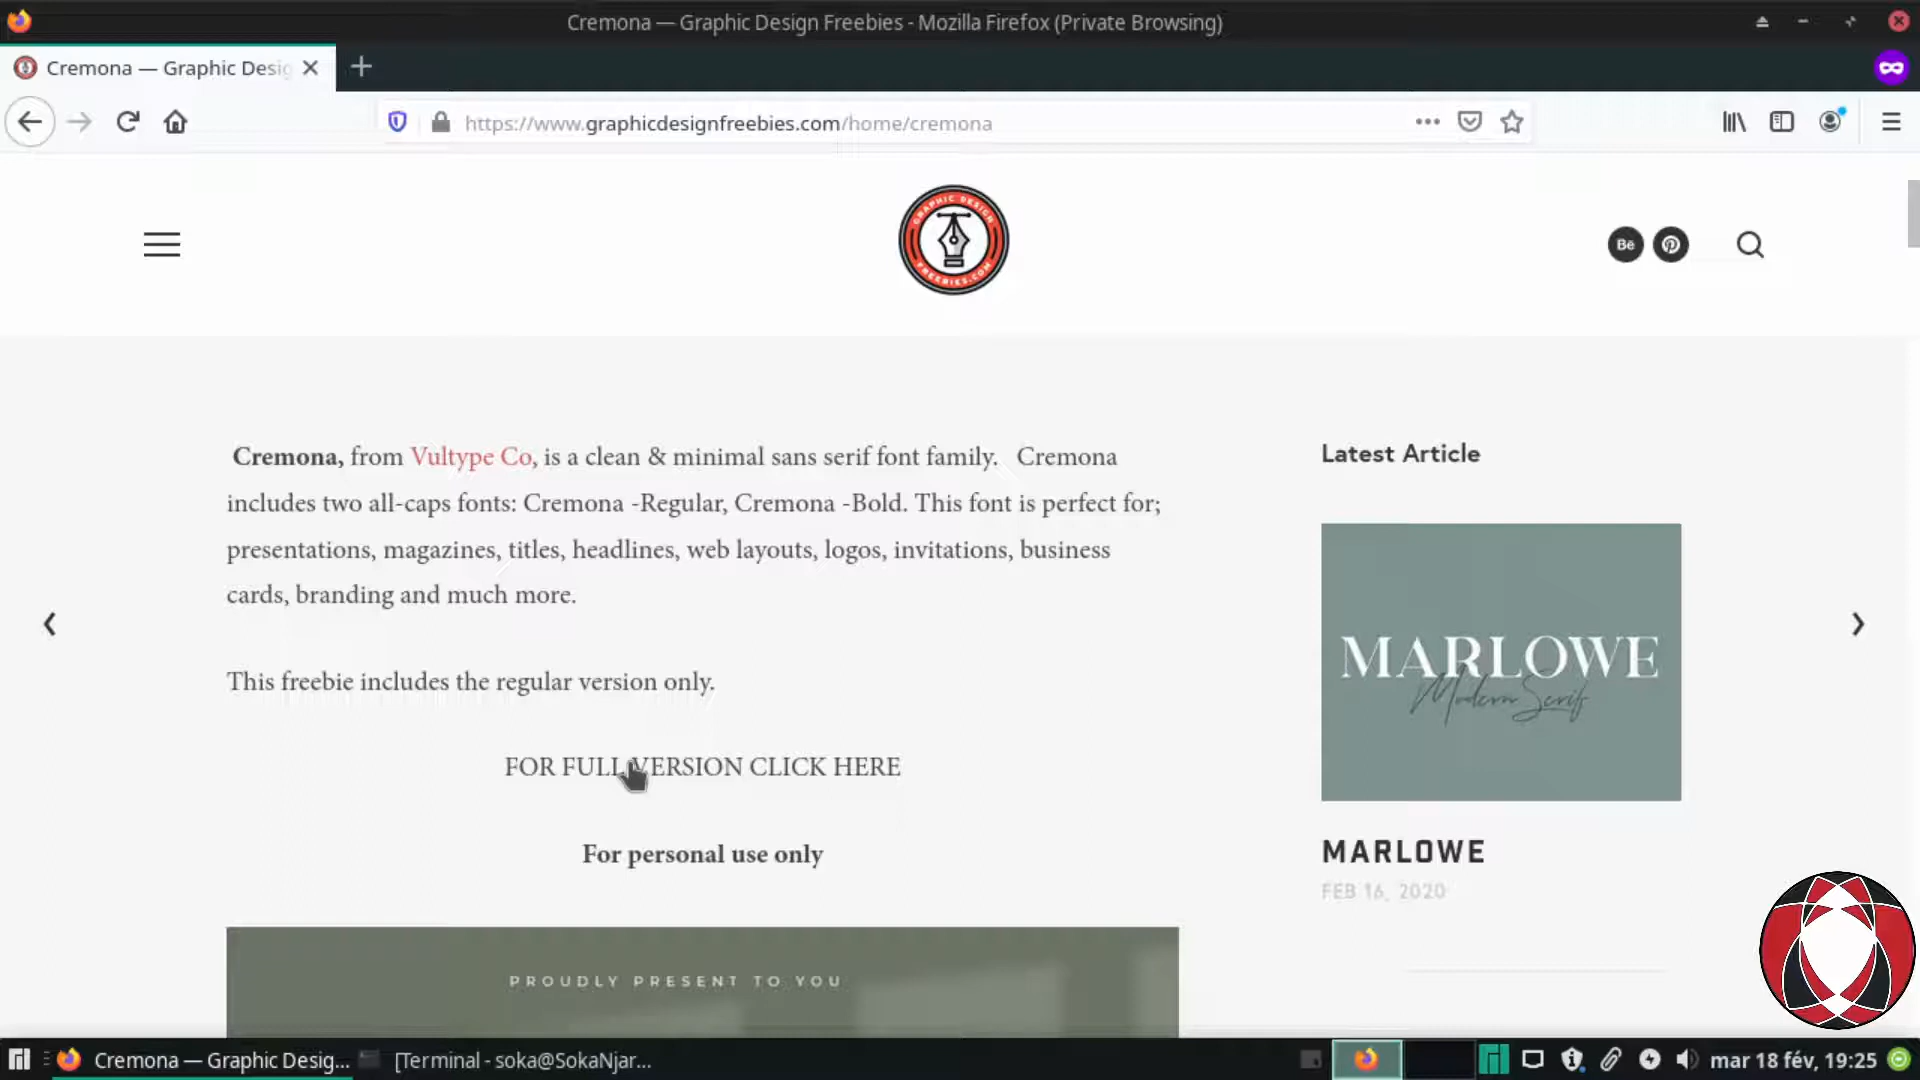 Cremona — Graphic Design Freebies - Mozilla Firefox (Private Browsing)
Cremona — Graphic Desig
https://www.graphicdesignfreebies.com/home/cremona
GRAPHIC DESIGN
FREEBIES.COM
Bē
Cremona, from Vultype Co, is a clean & minimal sans serif font family. Cremona
includes two all-caps fonts: Cremona -Regular, Cremona -Bold. This font is perfect for;
presentations, magazines, titles, headlines, web layouts, logos, invitations, business
cards, branding and much more.
This freebie includes the regular version only.
FOR FULL VERSION CLICK HERE
For personal use only
PROUDLY PRESENT TO YOU
Latest Article
MARLOWE
Modern Serif
MARLOWE
FEB 16, 2020
Cremona — Graphic Desig...
[Terminal - soka@SokaNjar...
mar 18 fév, 19:25